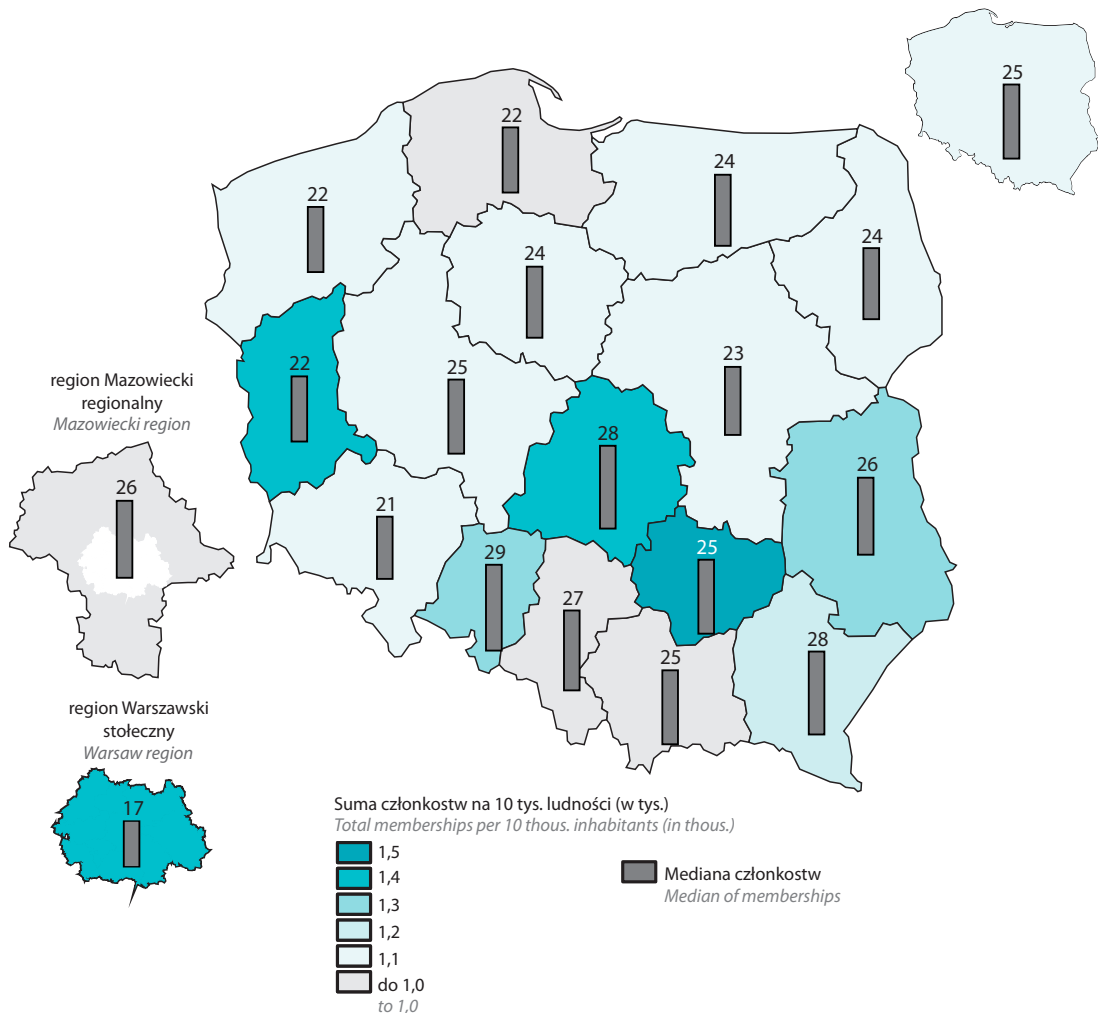 25
22
24
22
24
24
23
25
22
region Mazowiecki
regionalny
Mazowiecki region
28
26
26
21
25
29
27
28
25
region Warszawski
stołeczny
Warsaw region
17
Suma członkostw na 10 tys. ludności (w tys.)
Total memberships per 10 thous. inhabitants (in thous.)
1,5
1,4
1,3
1,2
1,1
do 1,0
to 1,0
Mediana członkostw
Median of memberships